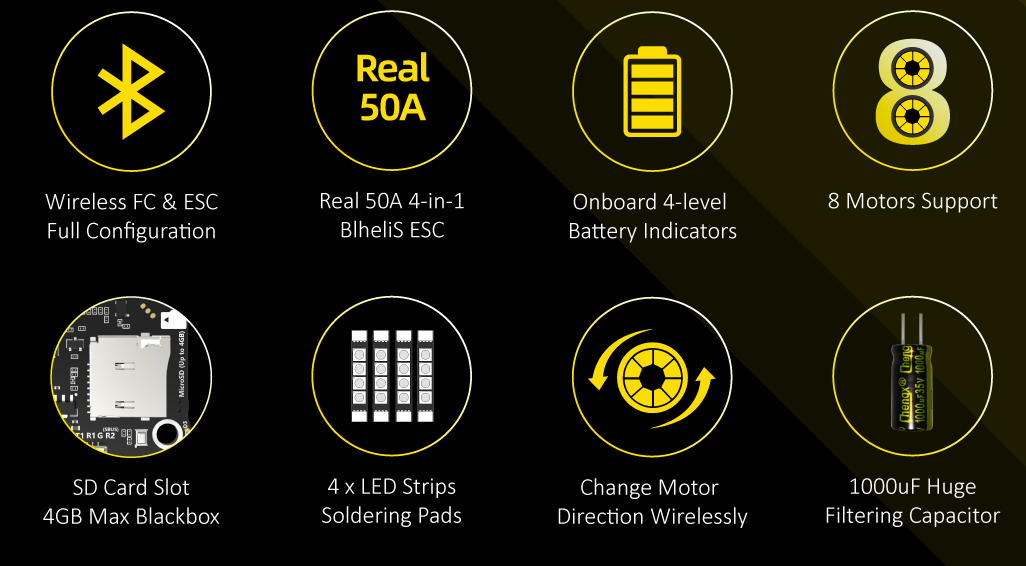 Real
50A
8
Wireless FC & ESC
Full Configuration
Real 50A 4-in-1
BlheliS ESC
Onboard 4-level
Battery Indicators
8 Motors Support
MicroSD (Up to 4GB)
(SBUS)
T1 R1 G R2
Chengx®
1000uF35V
1000uF
SD Card Slot
4GB Max Blackbox
4 x LED Strips
Soldering Pads
Change Motor
Direction Wirelessly
1000uF Huge
Filtering Capacitor